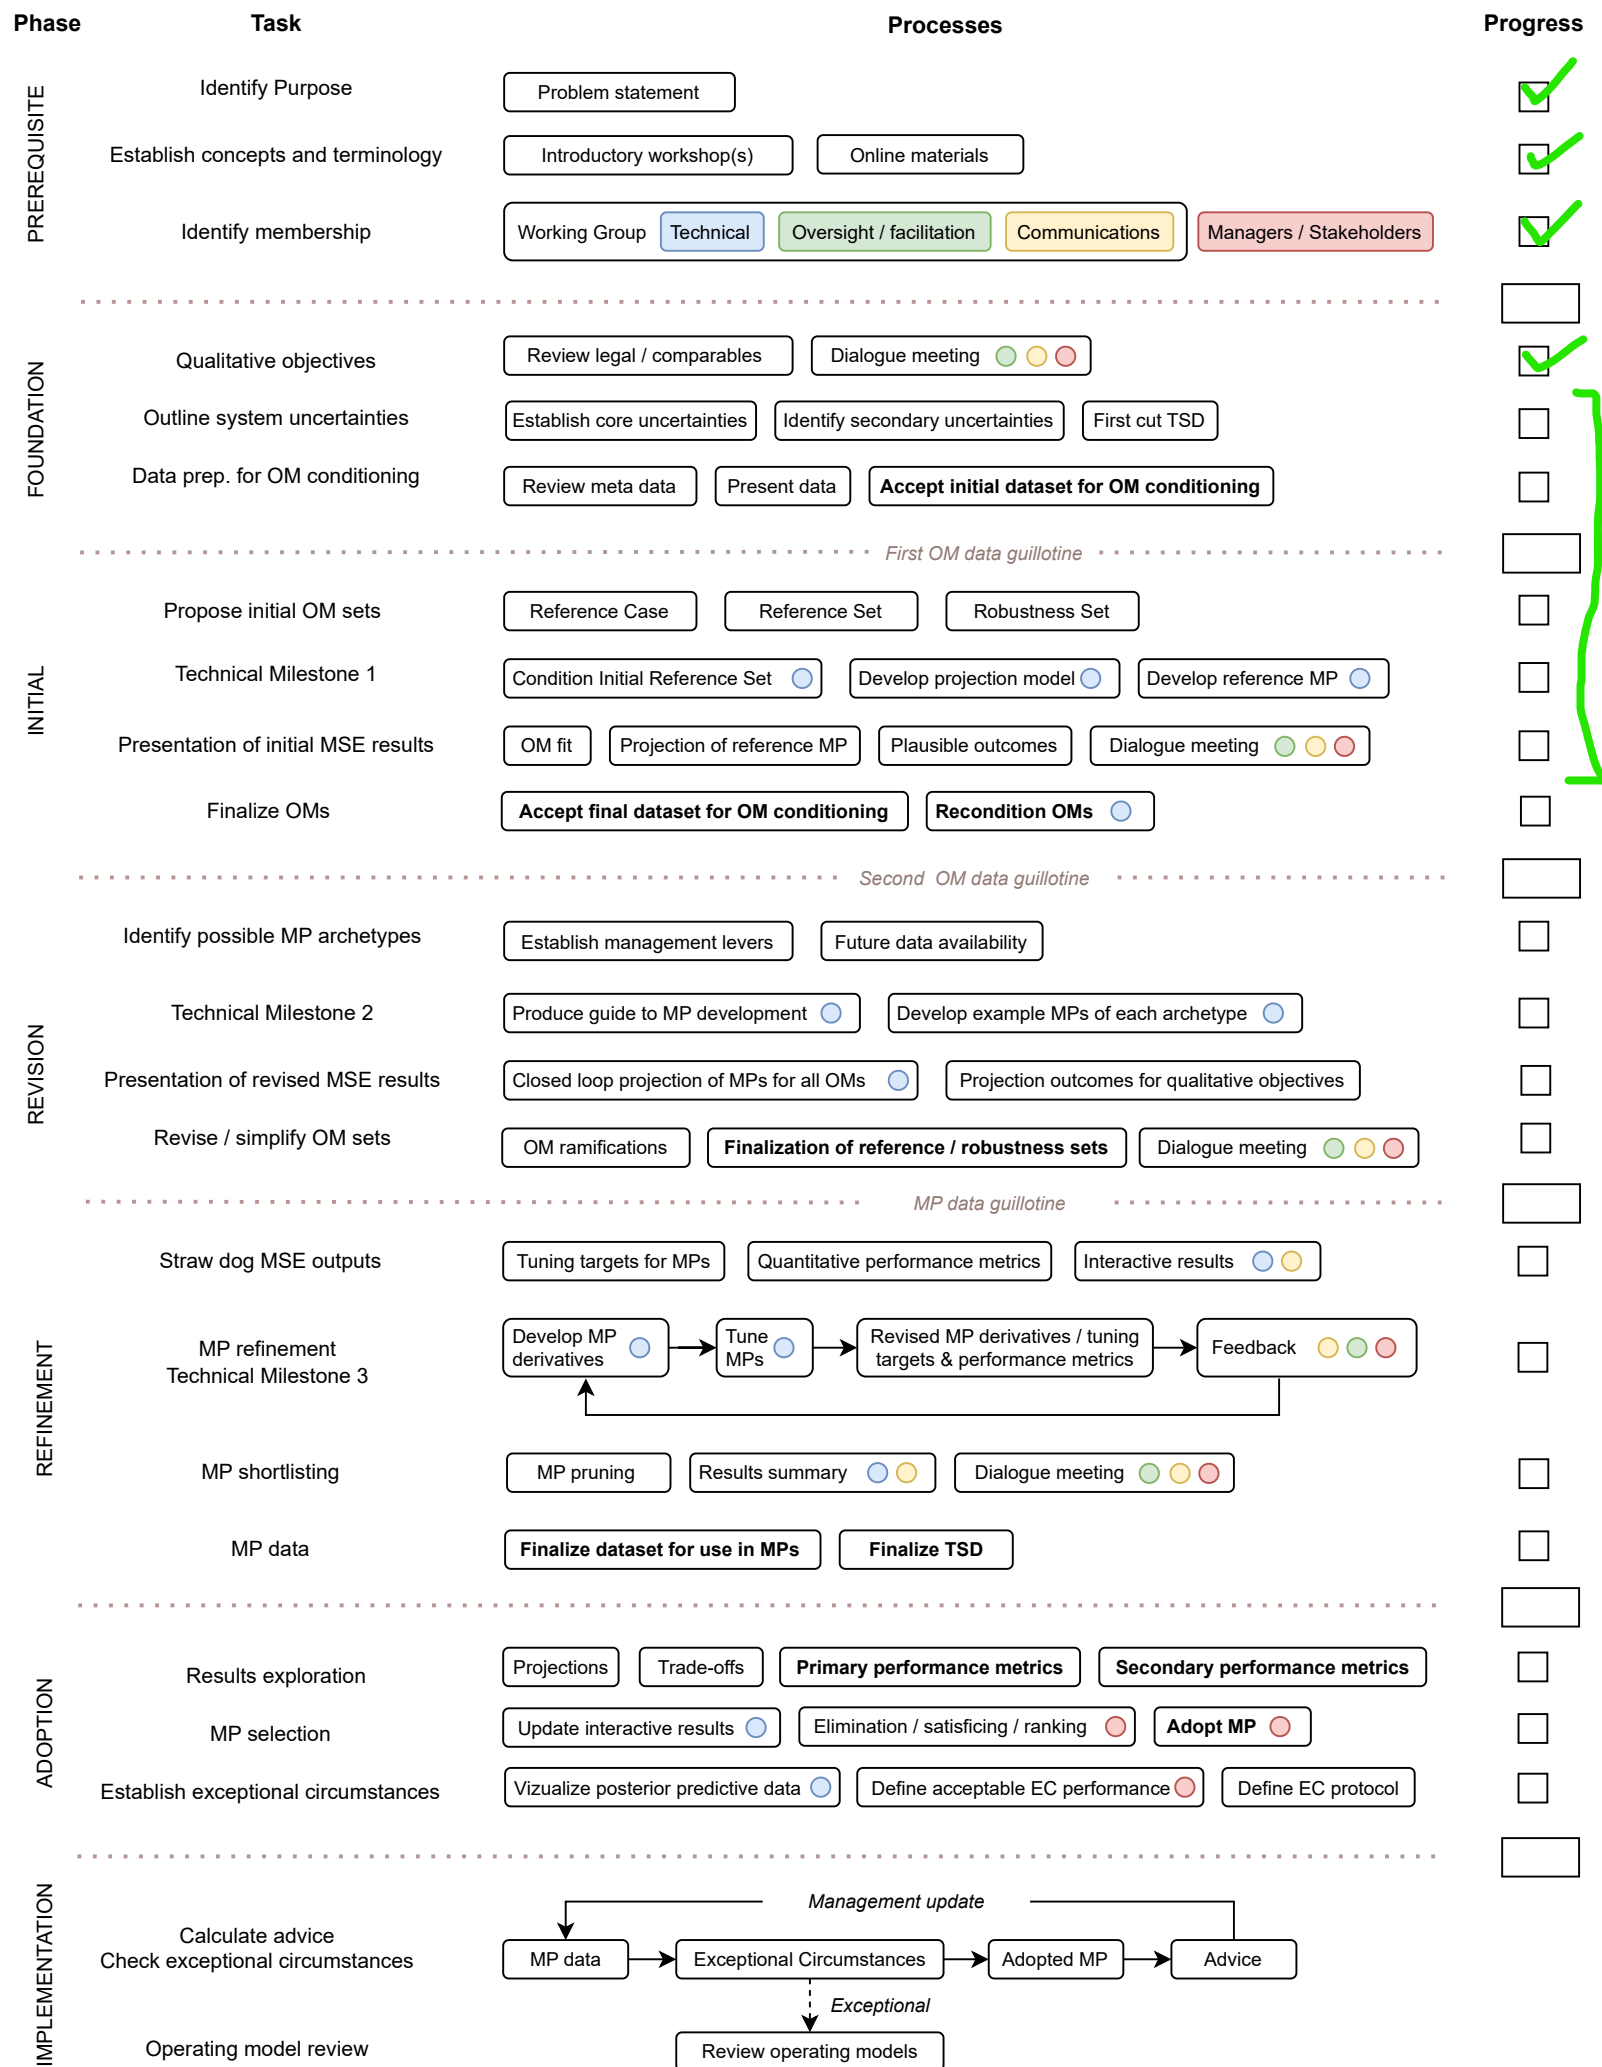 Phase Task Processes Progress
PREREQUISITE
Identify Purpose Problem statement
Establish concepts and terminology Introductory workshop(s) Online materials
Identify membership Working Group Technical Oversight / facilitation Communications Managers / Stakeholders
FOUNDATION
Qualitative objectives Review legal / comparables Dialogue meeting
Outline system uncertainties Establish core uncertainties Identify secondary uncertainties First cut TSD
Data prep. for OM conditioning Review meta data Present data Accept initial dataset for OM conditioning
First OM data guillotine
INITIAL
Propose initial OM sets Reference Case Reference Set Robustness Set
Technical Milestone 1 Condition Initial Reference Set Develop projection model Develop reference MP
Presentation of initial MSE results OM fit Projection of reference MP Plausible outcomes Dialogue meeting
Finalize OMs Accept final dataset for OM conditioning Recondition OMs
Second OM data guillotine
REVISION
Identify possible MP archetypes Establish management levers Future data availability
Technical Milestone 2 Produce guide to MP development Develop example MPs of each archetype
Presentation of revised MSE results Closed loop projection of MPs for all OMs Projection outcomes for qualitative objectives
Revise / simplify OM sets OM ramifications Finalization of reference / robustness sets Dialogue meeting
MP data guillotine
REFINEMENT
Straw dog MSE outputs Tuning targets for MPs Quantitative performance metrics Interactive results
MP refinement
Technical Milestone 3
Develop MP
derivatives
Tune
MPs
Revised MP derivatives / tuning
targets & performance metrics
Feedback
MP shortlisting MP pruning Results summary Dialogue meeting
MP data Finalize dataset for use in MPs Finalize TSD
ADOPTION
Results exploration Projections Trade-offs Primary performance metrics Secondary performance metrics
MP selection Update interactive results Elimination / satisficing / ranking Adopt MP
Establish exceptional circumstances Vizualize posterior predictive data Define acceptable EC performance Define EC protocol
IMPLEMENTATION
Management update
Calculate advice
Check exceptional circumstances
MP data Exceptional Circumstances Adopted MP Advice
Exceptional
Operating model review Review operating models